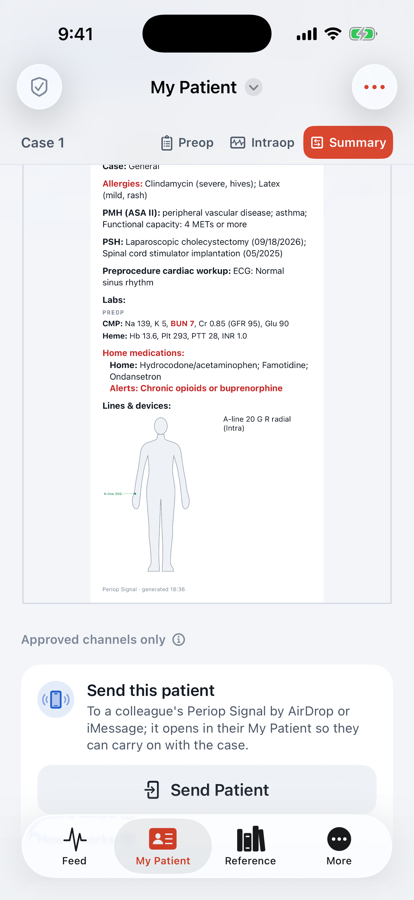 9:41
My Patient
Case 1
Preop
Intraop
Summary
Case: General
Allergies: Clindamycin (severe, hives); Latex
(mild, rash)
PMH (ASA II): peripheral vascular disease; asthma;
Functional capacity: 4 METs or more
PSH: Laparoscopic cholecystectomy (09/18/2026);
Spinal cord stimulator implantation (05/2025)
Preprocedure cardiac workup: ECG: Normal
sinus rhythm
Labs:
PREOP
CMP: Na 139, K 5, BUN 7, Cr 0.85 (GFR 95), Glu 90
Heme: Hb 13.6, Plt 293, PTT 28, INR 1.0
Home medications:
Home: Hydrocodone/acetaminophen; Famotidine;
Ondansetron
Alerts: Chronic opioids or buprenorphine
Lines & devices:
A-line 20 G R radial
(Intra)
A-line 20G
Periop Signal · generated 18:36
Approved channels only
Send this patient
To a colleague's Periop Signal by AirDrop or
iMessage; it opens in their My Patient so they
can carry on with the case.
Send Patient
Feed
My Patient
Reference
More